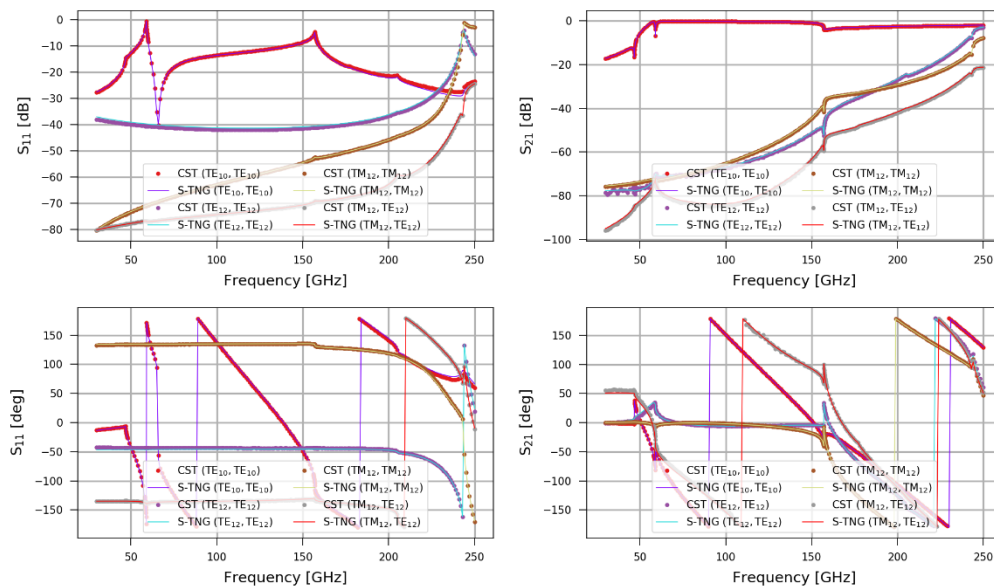 0
−10
−20
−30
−40
−50
−60
−70
−80
S₁₁ [dB]
CST (TE₁₀, TE₁₀)
S-TNG (TE₁₀, TE₁₀)
CST (TE₁₂, TE₁₂)
S-TNG (TE₁₂, TE₁₂)
CST (TM₁₂, TM₁₂)
S-TNG (TM₁₂, TM₁₂)
CST (TM₁₂, TE₁₂)
S-TNG (TM₁₂, TE₁₂)
50 100 150 200 250
Frequency [GHz]
0
−20
−40
−60
−80
−100
S₂₁ [dB]
CST (TE₁₀, TE₁₀)
S-TNG (TE₁₀, TE₁₀)
CST (TE₁₂, TE₁₂)
S-TNG (TE₁₂, TE₁₂)
CST (TM₁₂, TM₁₂)
S-TNG (TM₁₂, TM₁₂)
CST (TM₁₂, TE₁₂)
S-TNG (TM₁₂, TE₁₂)
50 100 150 200 250
Frequency [GHz]
150
100
50
0
−50
−100
−150
S₁₁ [deg]
CST (TE₁₀, TE₁₀)
S-TNG (TE₁₀, TE₁₀)
CST (TE₁₂, TE₁₂)
S-TNG (TE₁₂, TE₁₂)
CST (TM₁₂, TM₁₂)
S-TNG (TM₁₂, TM₁₂)
CST (TM₁₂, TE₁₂)
S-TNG (TM₁₂, TE₁₂)
50 100 150 200 250
Frequency [GHz]
150
100
50
0
−50
−100
−150
S₂₁ [deg]
CST (TE₁₀, TE₁₀)
S-TNG (TE₁₀, TE₁₀)
CST (TE₁₂, TE₁₂)
S-TNG (TE₁₂, TE₁₂)
CST (TM₁₂, TM₁₂)
S-TNG (TM₁₂, TM₁₂)
CST (TM₁₂, TE₁₂)
S-TNG (TM₁₂, TE₁₂)
50 100 150 200 250
Frequency [GHz]